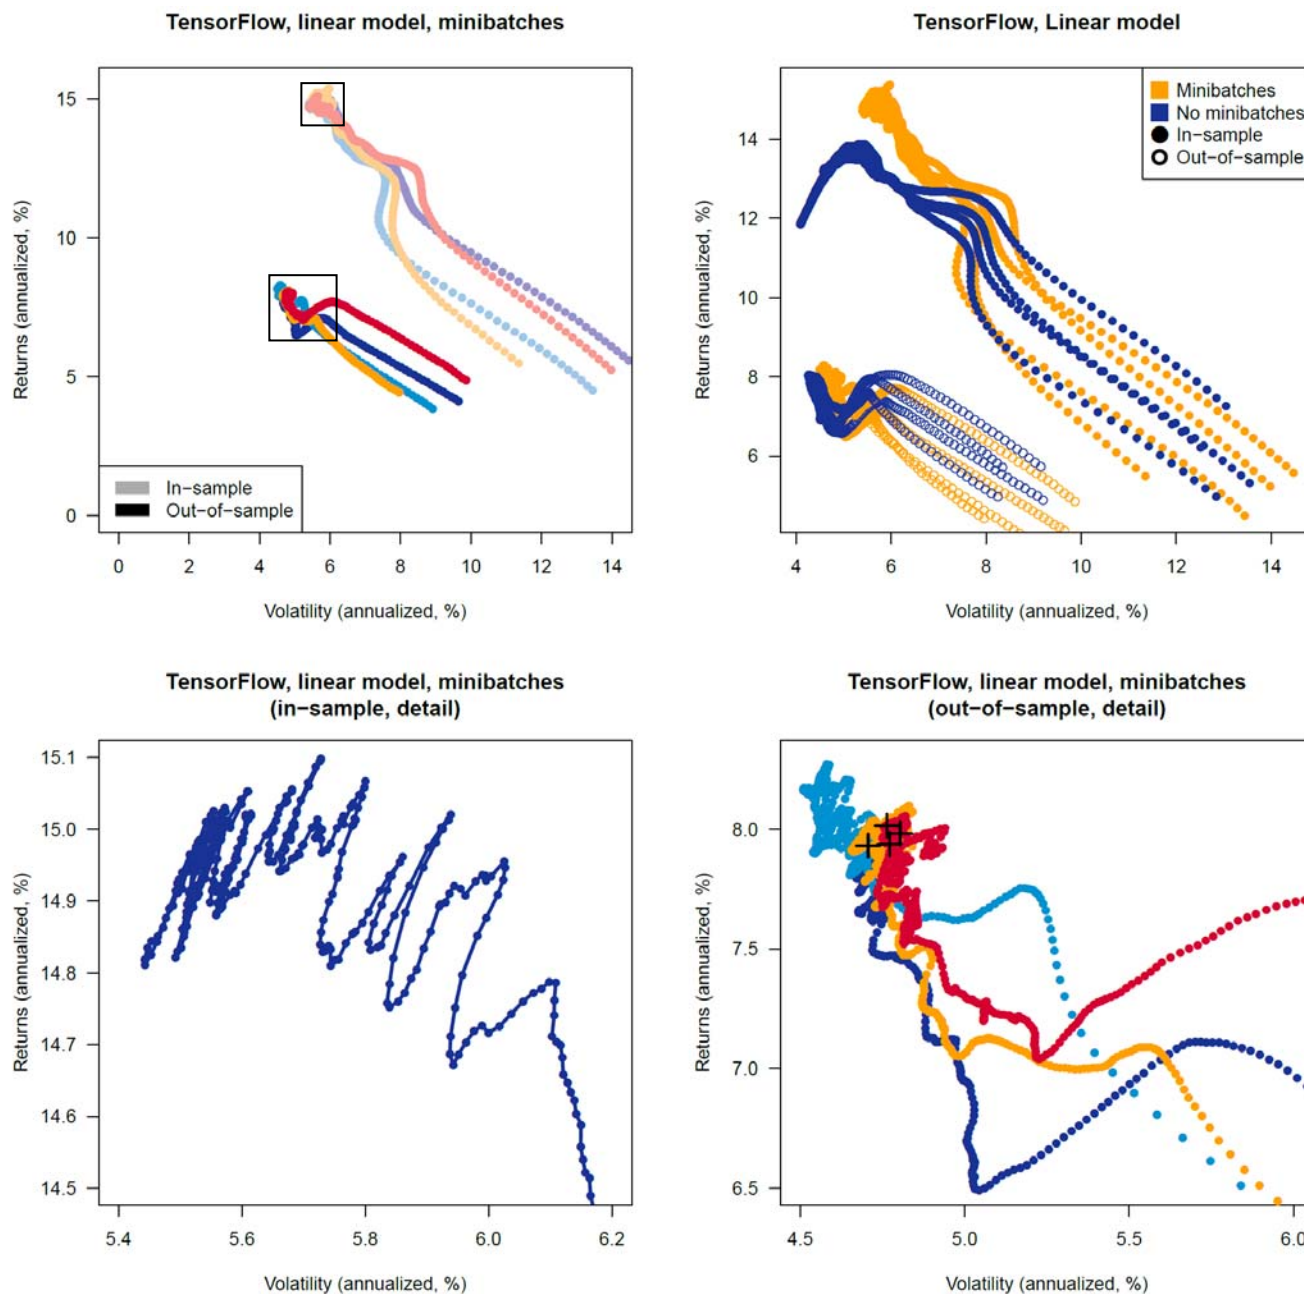 TensorFlow, linear model, minibatches
15
10
5
0
Returns (annualized, %)
In-sample
Out-of-sample
0 2 4 6 8 10 12 14
Volatility (annualized, %)
TensorFlow, Linear model
Minibatches
No minibatches
In-sample
Out-of-sample
14
12
10
8
6
Returns (annualized, %)
4 6 8 10 12 14
Volatility (annualized, %)
TensorFlow, linear model, minibatches
(in-sample, detail)
15.1
15.0
14.9
14.8
14.7
14.6
14.5
Returns (annualized, %)
5.4 5.6 5.8 6.0 6.2
Volatility (annualized, %)
TensorFlow, linear model, minibatches
(out-of-sample, detail)
8.0
7.5
7.0
6.5
Returns (annualized, %)
4.5 5.0 5.5 6.0
Volatility (annualized, %)